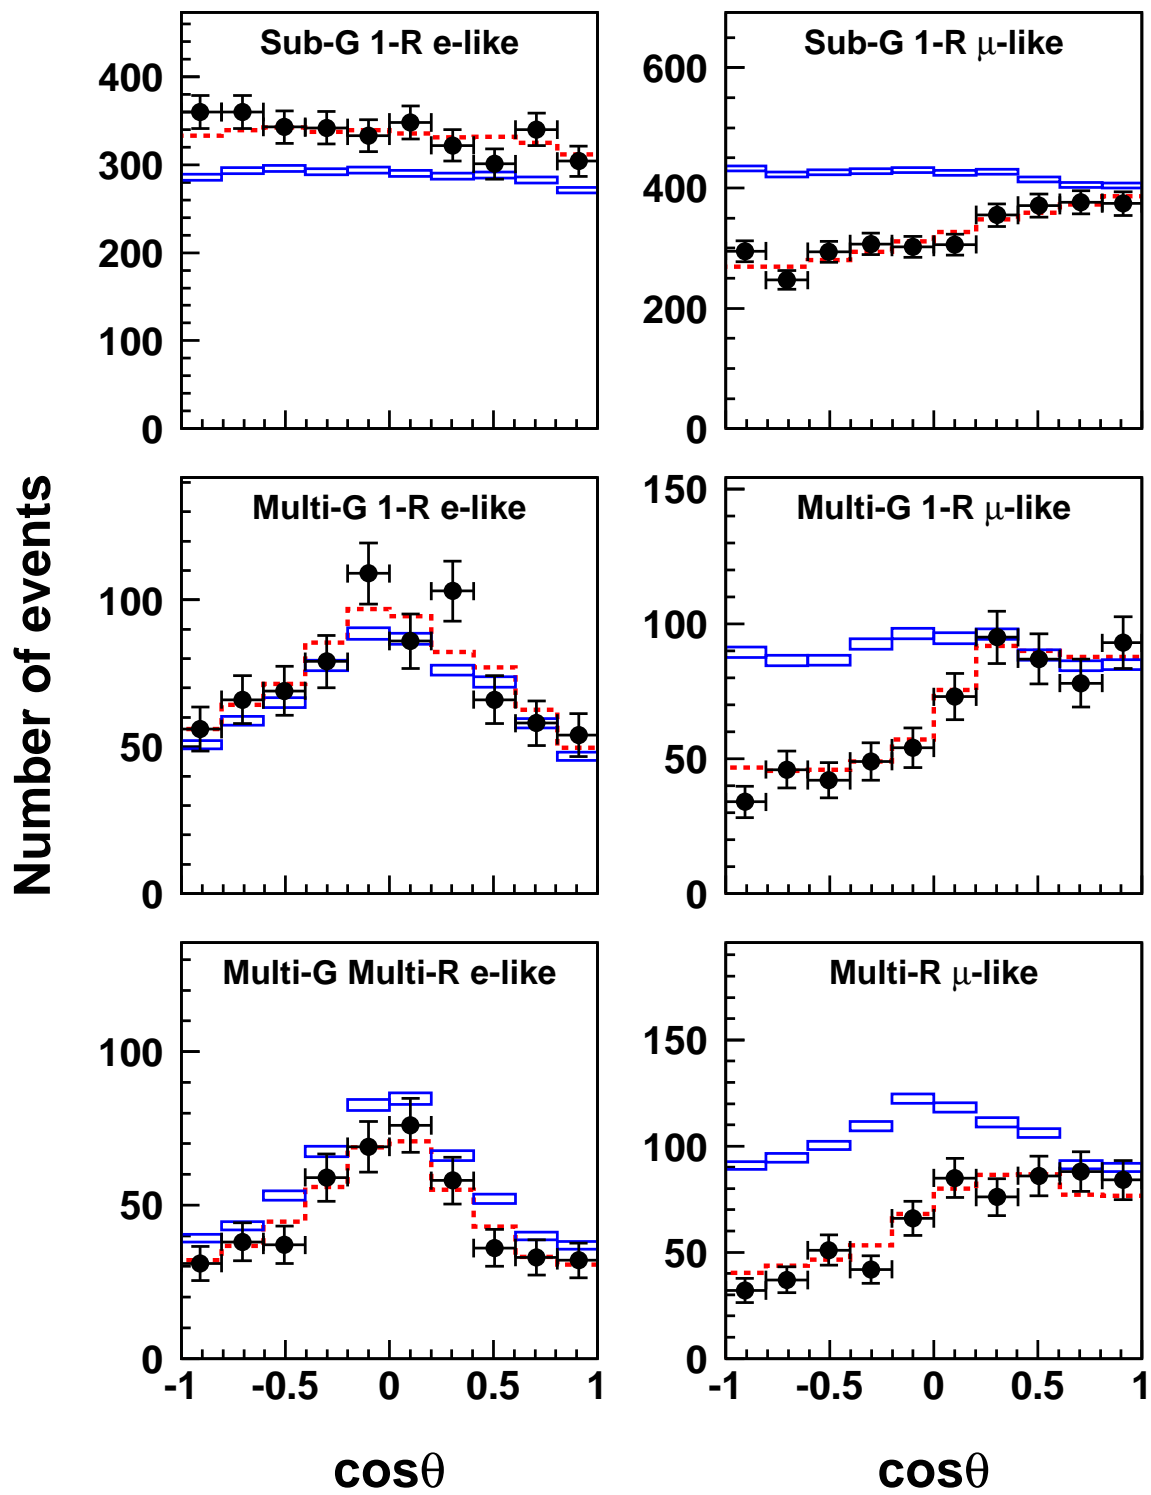 Number of events
Sub-G 1-R e-like
400
300
200
100
0
Sub-G 1-R μ-like
600
400
200
0
Multi-G 1-R e-like
100
50
0
Multi-G 1-R μ-like
150
100
50
0
Multi-G Multi-R e-like
100
50
0
-1 -0.5 0 0.5 1
cosθ
Multi-R μ-like
150
100
50
0
-1 -0.5 0 0.5 1
cosθ